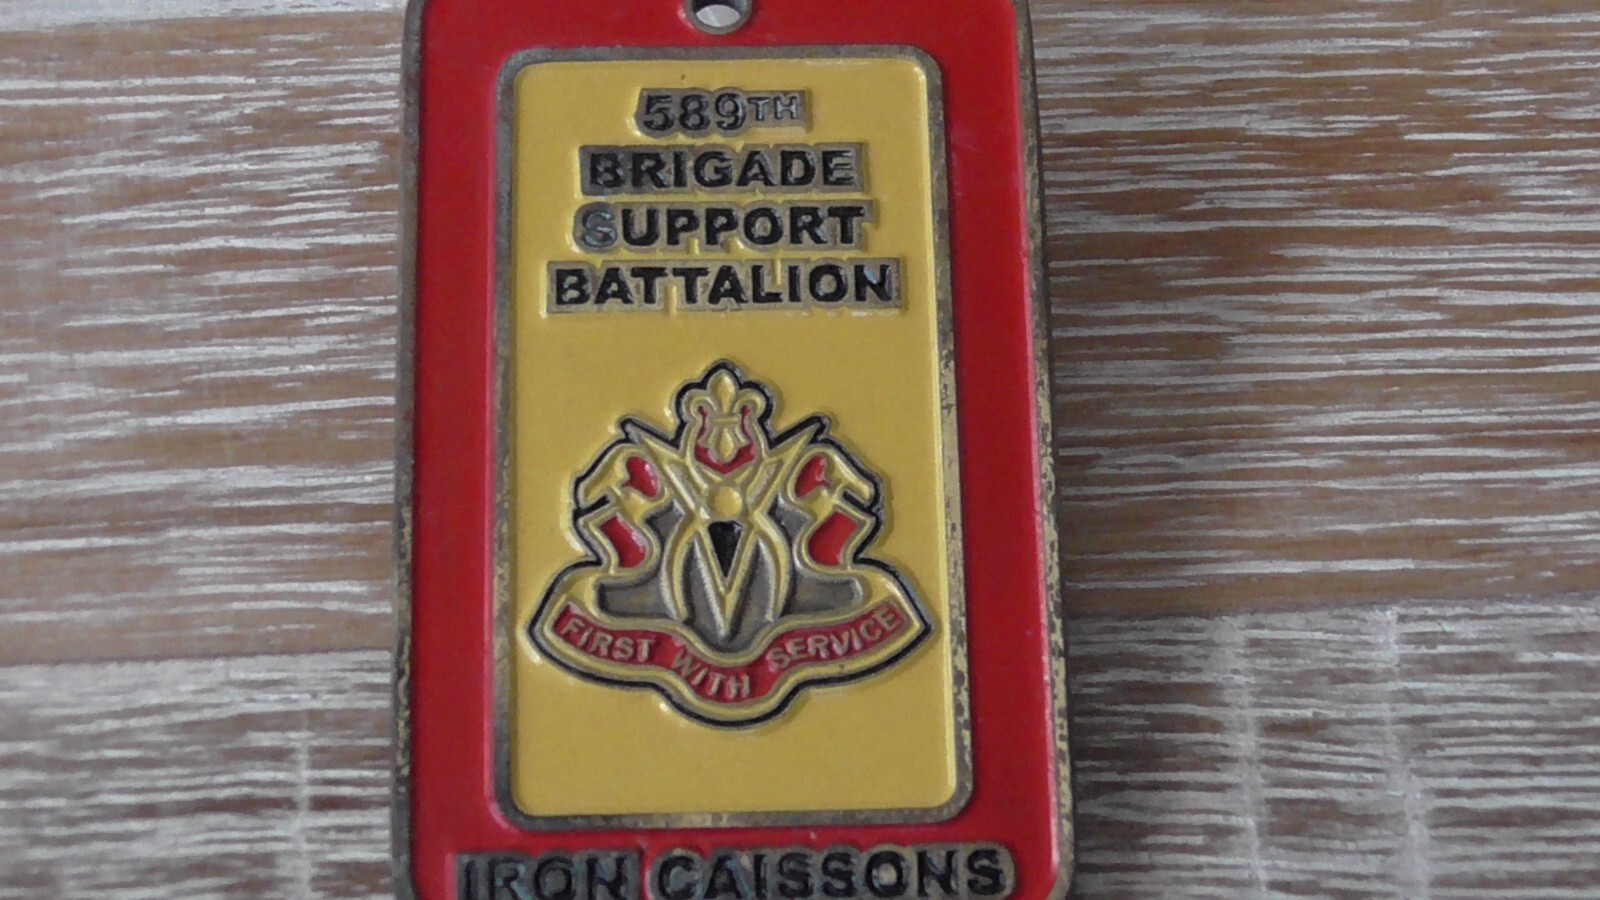 589TH
BRIGADE
SUPPORT
BATTALION
FIRST WITH SERVICE
IRON CAISSONS